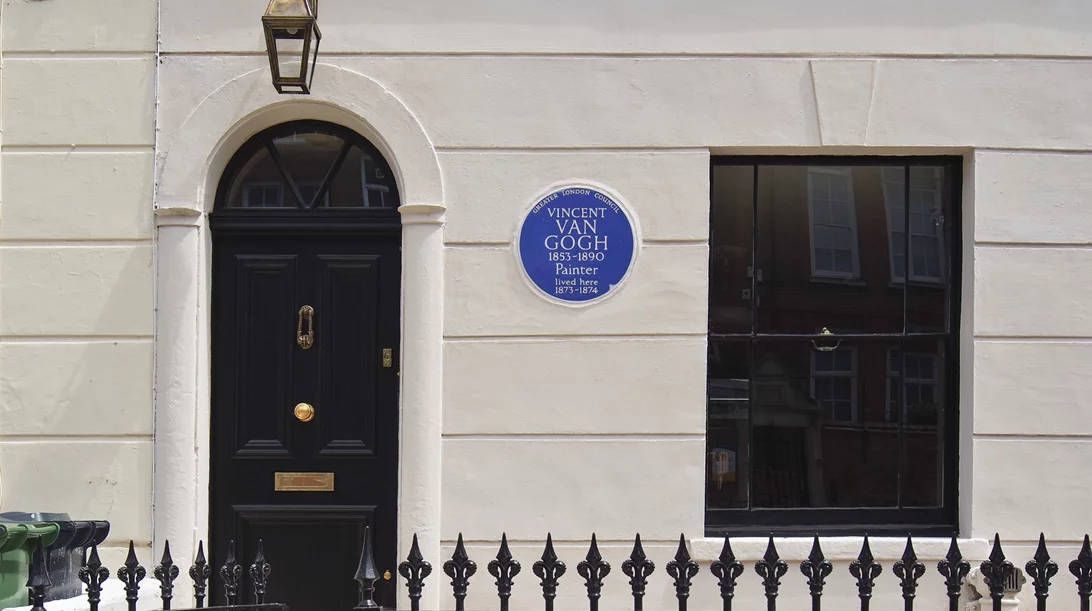 GREATER LONDON COUNCIL
VINCENT
VAN
GOGH
1853-1890
Painter
lived here
1873-1874